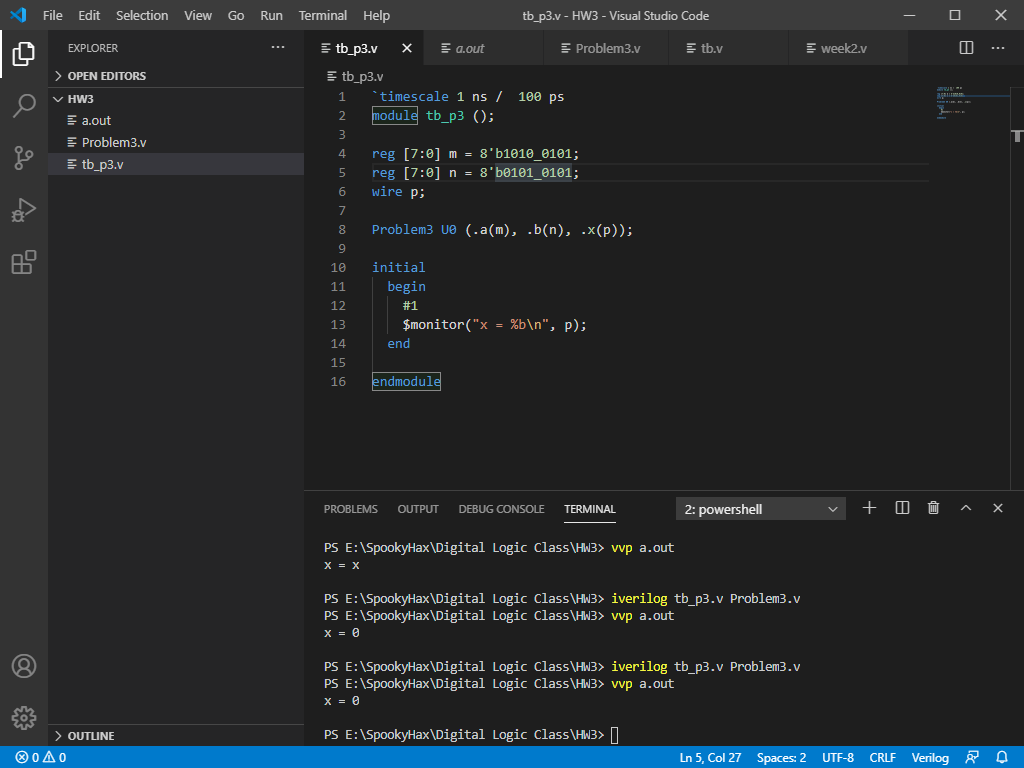 File Edit Selection View Go Run Terminal Help tb_p3.v - HW3 - Visual Studio Code
EXPLORER
OPEN EDITORS
HW3
a.out
Problem3.v
tb_p3.v
OUTLINE
tb_p3.v a.out Problem3.v tb.v week2.v
tb_p3.v
1 `timescale 1 ns /  100 ps
2 module tb_p3 ();
3
4 reg [7:0] m = 8'b1010_0101;
5 reg [7:0] n = 8'b0101_0101;
6 wire p;
7
8 Problem3 U0 (.a(m), .b(n), .x(p));
9
10 initial
11   begin
12     #1
13     $monitor("x = %b\n", p);
14   end
15
16 endmodule
PROBLEMS OUTPUT DEBUG CONSOLE TERMINAL 2: powershell
PS E:\SpookyHax\Digital Logic Class\HW3> vvp a.out
x = x
PS E:\SpookyHax\Digital Logic Class\HW3> iverilog tb_p3.v Problem3.v
PS E:\SpookyHax\Digital Logic Class\HW3> vvp a.out
x = 0
PS E:\SpookyHax\Digital Logic Class\HW3> iverilog tb_p3.v Problem3.v
PS E:\SpookyHax\Digital Logic Class\HW3> vvp a.out
x = 0
PS E:\SpookyHax\Digital Logic Class\HW3>
0 0 Ln 5, Col 27 Spaces: 2 UTF-8 CRLF Verilog